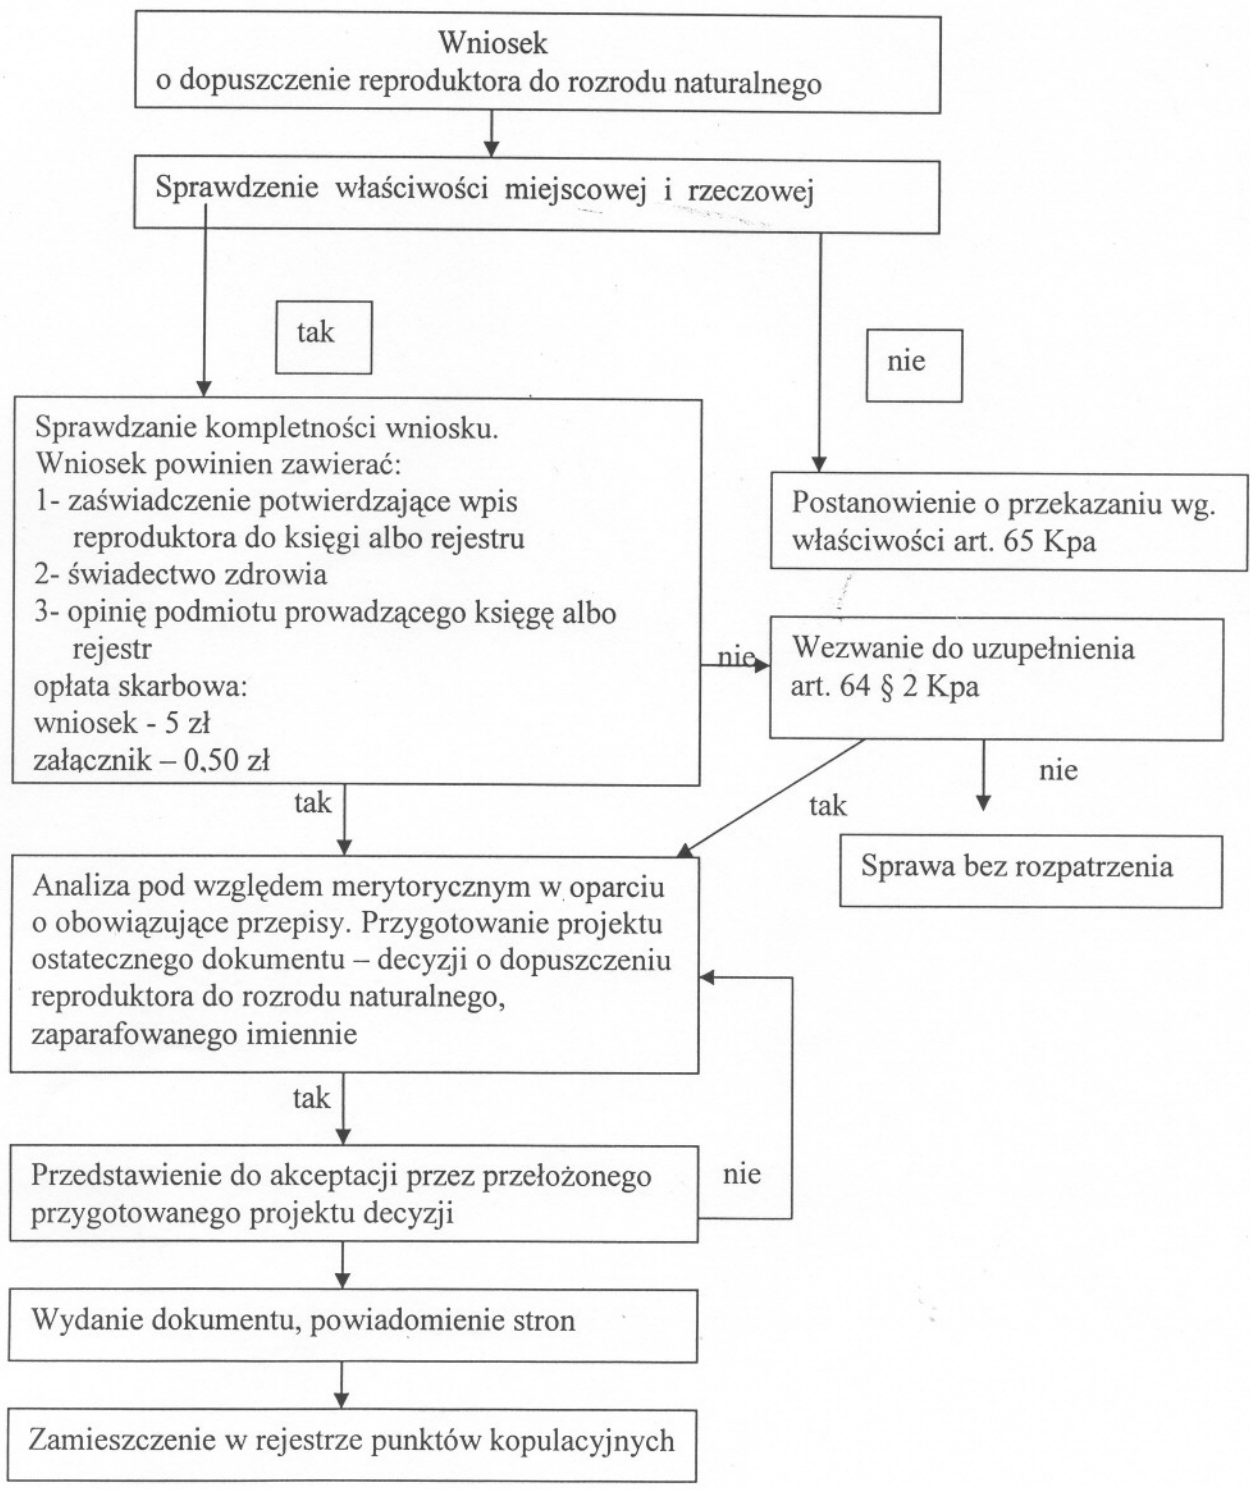 Wniosek
o dopuszczenie reproduktora do rozrodu naturalnego
Sprawdzenie właściwości miejscowej i rzeczowej
tak
nie
Sprawdzanie kompletności wniosku.
Wniosek powinien zawierać:
1- zaświadczenie potwierdzające wpis
reproduktora do księgi albo rejestru
2- świadectwo zdrowia
3- opinię podmiotu prowadzącego księgę albo
rejestr
opłata skarbowa:
wniosek - 5 zł
załącznik – 0,50 zł
Postanowienie o przekazaniu wg.
właściwości art. 65 Kpa
nie
Wezwanie do uzupełnienia
art. 64 § 2 Kpa
tak
tak
nie
Sprawa bez rozpatrzenia
Analiza pod względem merytorycznym w oparciu
o obowiązujące przepisy. Przygotowanie projektu
ostatecznego dokumentu – decyzji o dopuszczeniu
reproduktora do rozrodu naturalnego,
zaparafowanego imiennie
tak
Przedstawienie do akceptacji przez przełożonego
przygotowanego projektu decyzji
nie
Wydanie dokumentu, powiadomienie stron
Zamieszczenie w rejestrze punktów kopulacyjnych